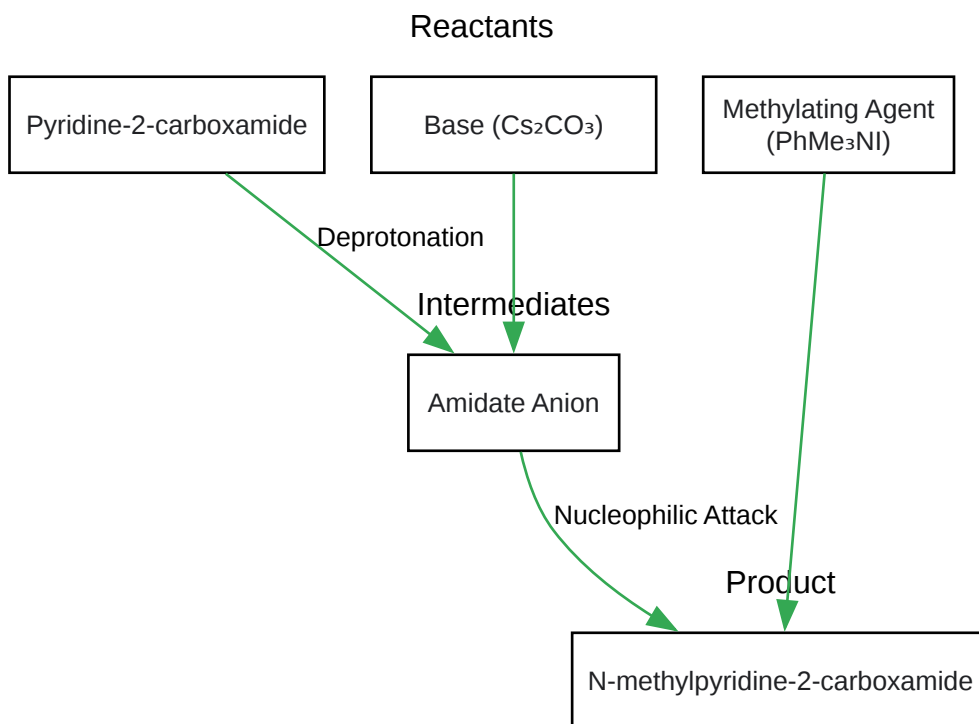 Reactants
Pyridine-2-carboxamide
Base (Cs₂CO₃)
Methylating Agent
(PhMe₃NI)
Deprotonation
Intermediates
Amidate Anion
Nucleophilic Attack
Product
N-methylpyridine-2-carboxamide